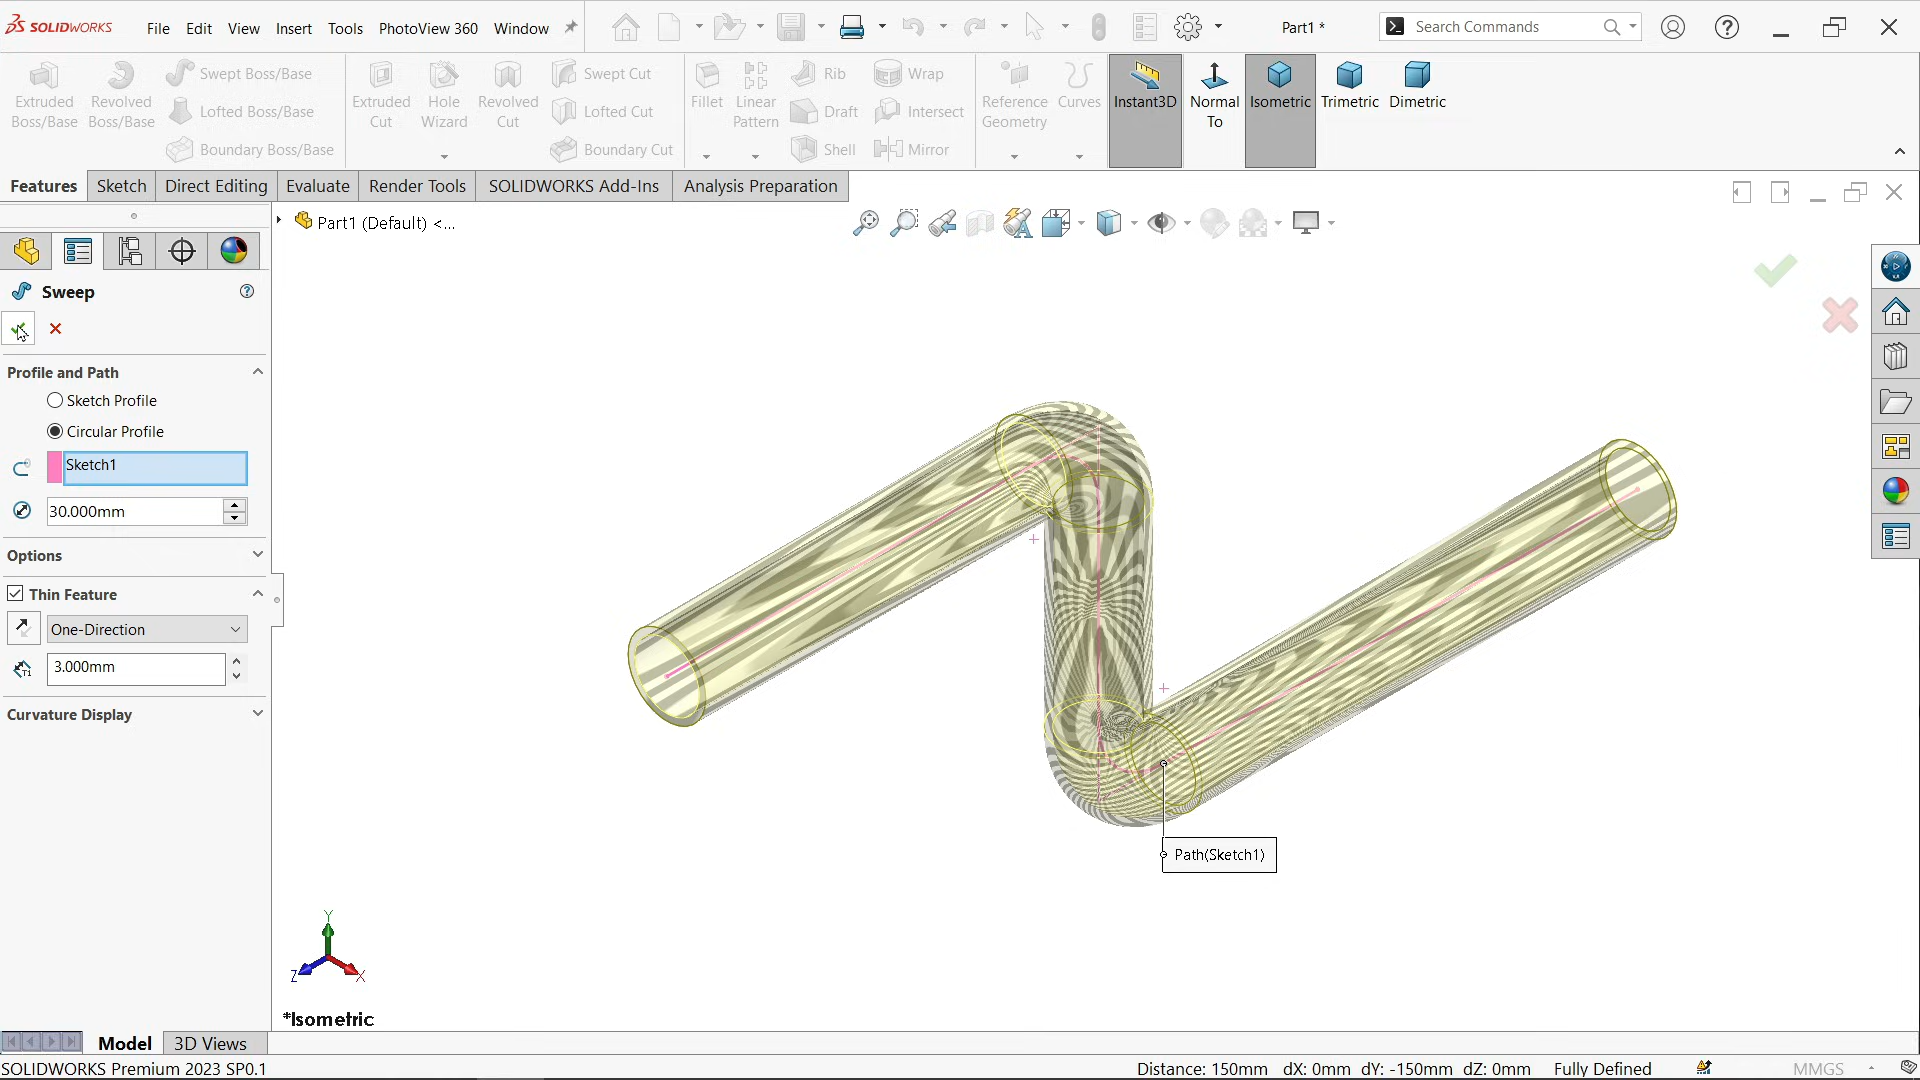 SOLIDWORKS File Edit View Insert Tools PhotoView 360 Window Part1 * Search Commands
Extruded Boss/Base
Revolved Boss/Base
Swept Boss/Base
Lofted Boss/Base
Boundary Boss/Base
Extruded Cut
Hole Wizard
Revolved Cut
Swept Cut
Lofted Cut
Boundary Cut
Fillet
Linear Pattern
Rib
Draft
Shell
Wrap
Intersect
Mirror
Reference Geometry
Curves
Instant3D
Normal To
Isometric
Trimetric
Dimetric
Features Sketch Direct Editing Evaluate Render Tools SOLIDWORKS Add-Ins Analysis Preparation
Part1 (Default) <...
Sweep
Profile and Path
Sketch Profile
Circular Profile
Sketch1
30.000mm
Options
Thin Feature
One-Direction
3.000mm
Curvature Display
Path(Sketch1)
Y
Z
X
*Isometric
Model 3D Views
SOLIDWORKS Premium 2023 SP0.1 Distance: 150mm dX: 0mm dY: -150mm dZ: 0mm Fully Defined MMGS